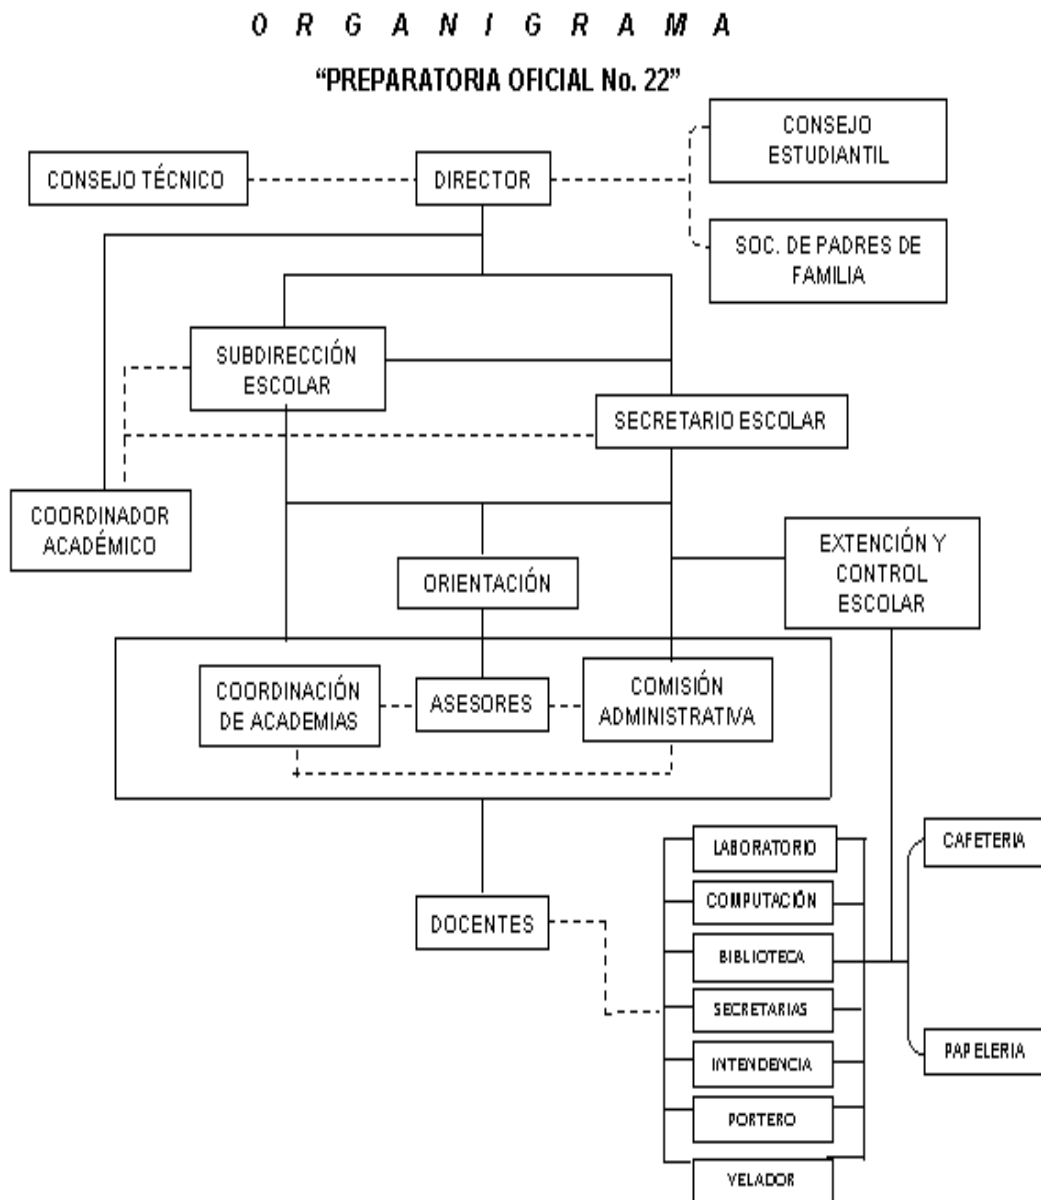 O R G A N I G R A M A
“PREPARATORIA OFICIAL No. 22”
CONSEJO
ESTUDIANTIL
CONSEJO TÉCNICO
DIRECTOR
SOC. DE PADRES DE
FAMILIA
SUBDIRECCIÓN
ESCOLAR
SECRETARIO ESCOLAR
COORDINADOR
ACADÉMICO
EXTENCIÓN Y
CONTROL
ESCOLAR
ORIENTACIÓN
COORDINACIÓN
DE ACADEMIAS
ASESORES
COMISIÓN
ADMINISTRATIVA
LABORATORIO
CAFETERIA
COMPUTACIÓN
DOCENTES
BIBLIOTECA
SECRETARIAS
PAPELERIA
INTENDENCIA
PORTERO
VELADOR